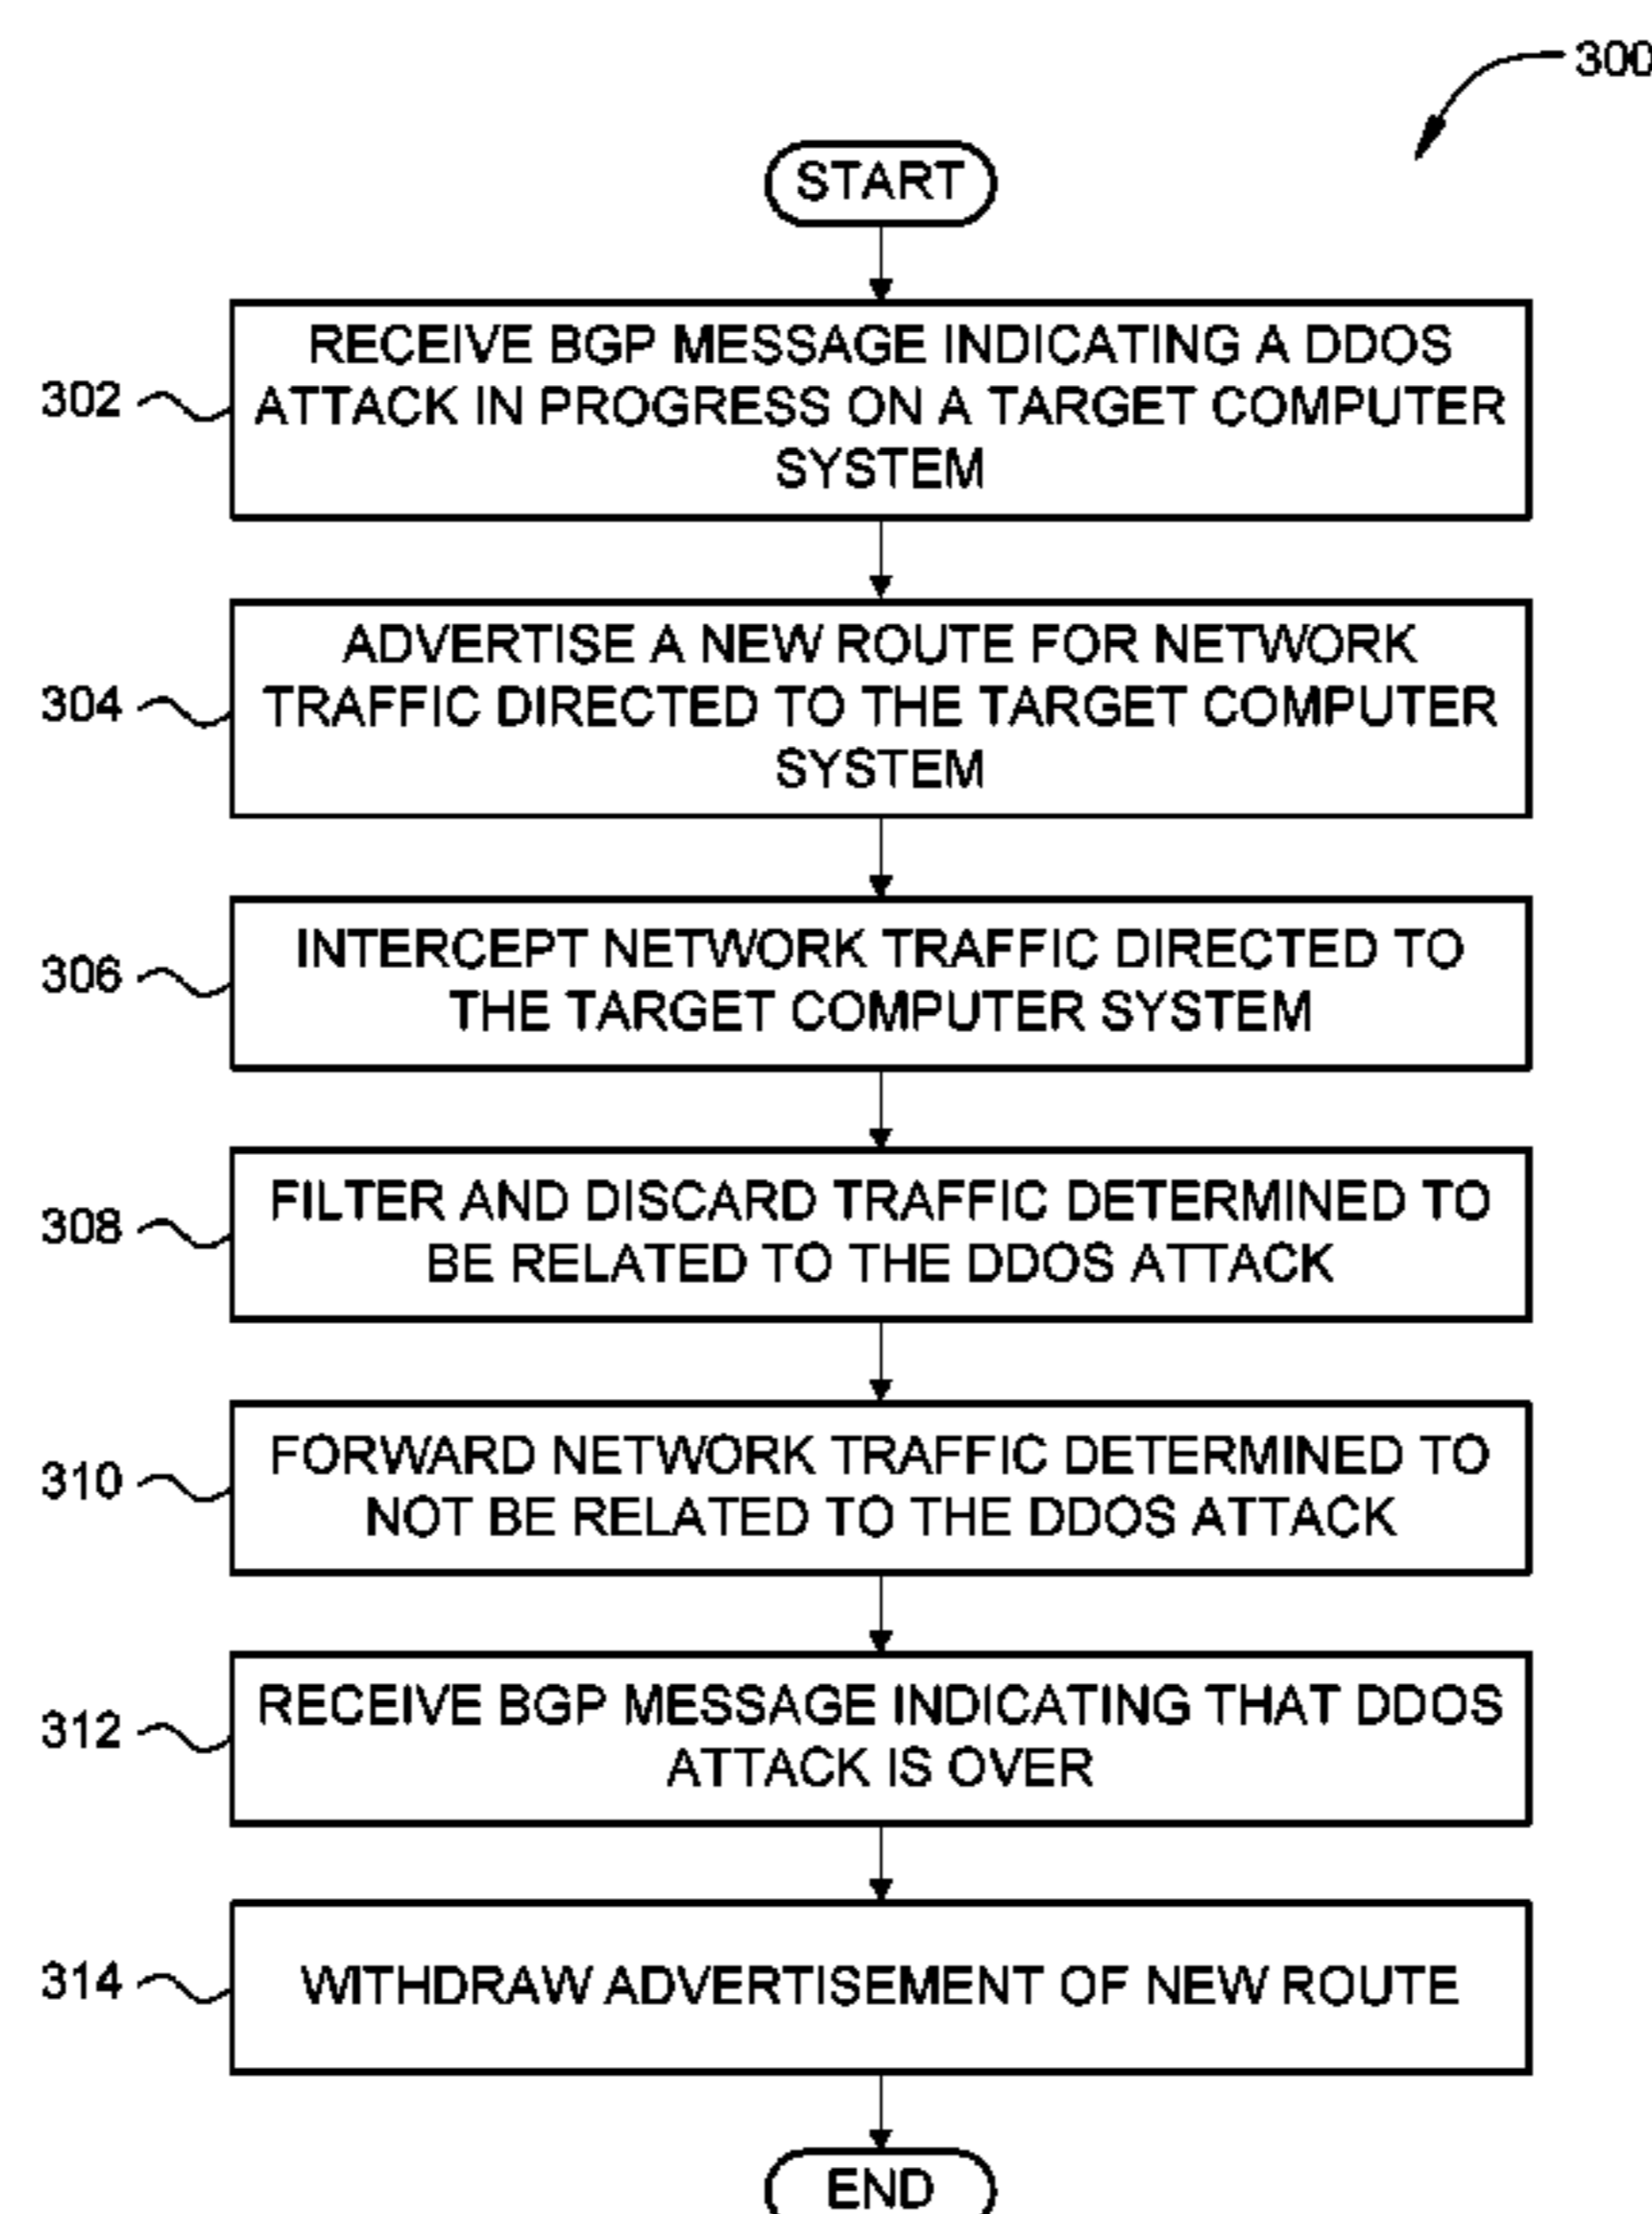 300
START
302
RECEIVE BGP MESSAGE INDICATING A DDOS
ATTACK IN PROGRESS ON A TARGET COMPUTER
SYSTEM
304
ADVERTISE A NEW ROUTE FOR NETWORK
TRAFFIC DIRECTED TO THE TARGET COMPUTER
SYSTEM
306
INTERCEPT NETWORK TRAFFIC DIRECTED TO
THE TARGET COMPUTER SYSTEM
308
FILTER AND DISCARD TRAFFIC DETERMINED TO
BE RELATED TO THE DDOS ATTACK
310
FORWARD NETWORK TRAFFIC DETERMINED TO
NOT BE RELATED TO THE DDOS ATTACK
312
RECEIVE BGP MESSAGE INDICATING THAT DDOS
ATTACK IS OVER
314
WITHDRAW ADVERTISEMENT OF NEW ROUTE
END